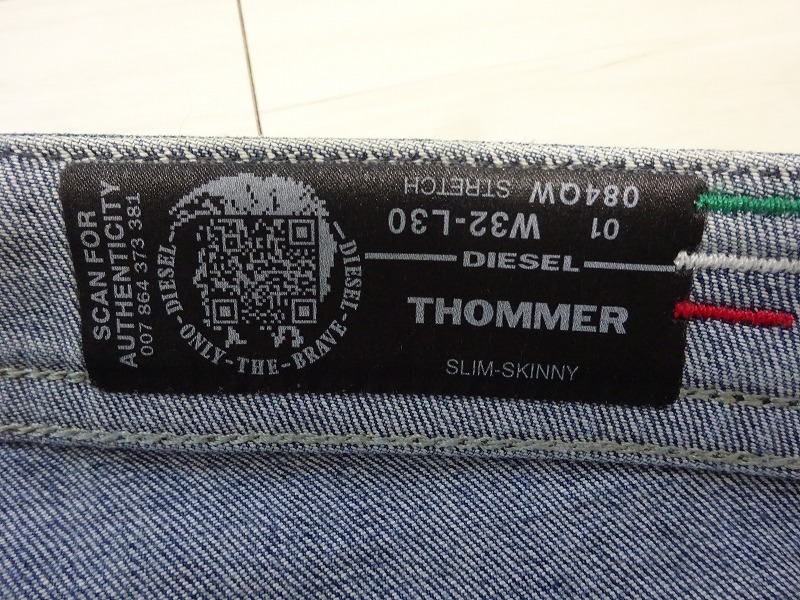 SCAN FOR
AUTHENTICITY
007 864 373 381
DIESEL-ONLY-THE-BRAVE-DIESEL
084QW STRETCH
01 W32-L30
DIESEL
THOMMER
SLIM-SKINNY